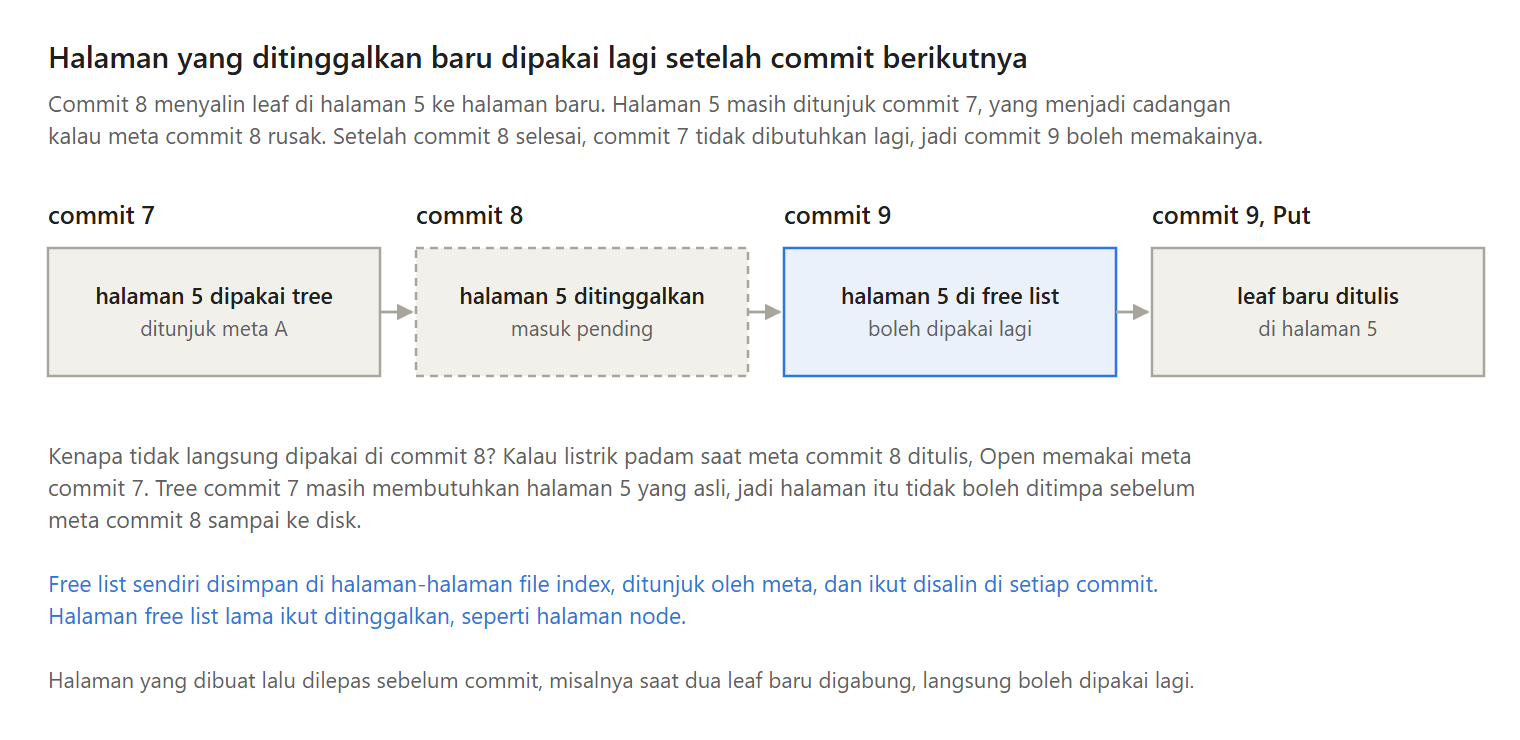 Halaman yang ditinggalkan baru dipakai lagi setelah commit berikutnya
Commit 8 menyalin leaf di halaman 5 ke halaman baru. Halaman 5 masih ditunjuk commit 7, yang menjadi cadangan
kalau meta commit 8 rusak. Setelah commit 8 selesai, commit 7 tidak dibutuhkan lagi, jadi commit 9 boleh memakainya.
commit 7
commit 8
commit 9
commit 9, Put
halaman 5 dipakai tree
ditunjuk meta A
halaman 5 ditinggalkan
masuk pending
halaman 5 di free list
boleh dipakai lagi
leaf baru ditulis
di halaman 5
Kenapa tidak langsung dipakai di commit 8? Kalau listrik padam saat meta commit 8 ditulis, Open memakai meta
commit 7. Tree commit 7 masih membutuhkan halaman 5 yang asli, jadi halaman itu tidak boleh ditimpa sebelum
meta commit 8 sampai ke disk.
Free list sendiri disimpan di halaman-halaman file index, ditunjuk oleh meta, dan ikut disalin di setiap commit.
Halaman free list lama ikut ditinggalkan, seperti halaman node.
Halaman yang dibuat lalu dilepas sebelum commit, misalnya saat dua leaf baru digabung, langsung boleh dipakai lagi.